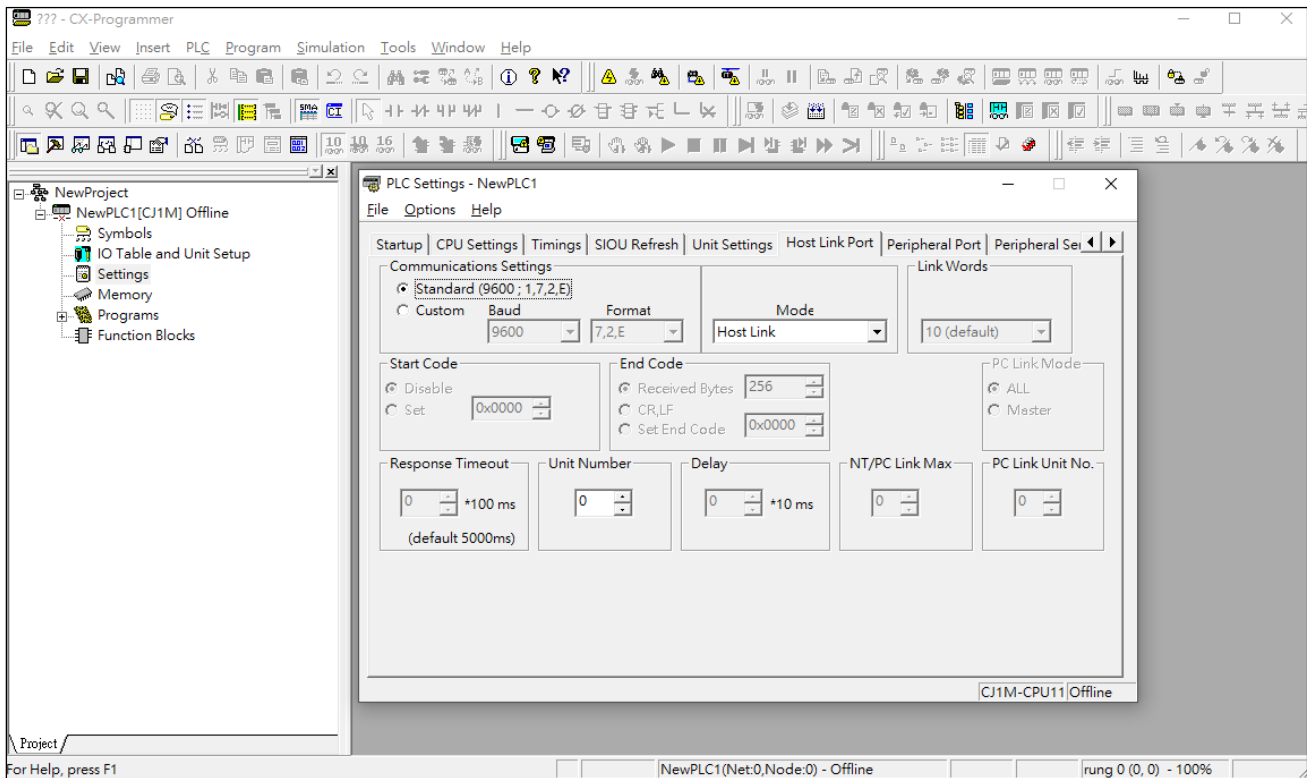 ??? - CX-Programmer
File Edit View Insert PLC Program Simulation Tools Window Help
SMA CI
10 10 16
NewProject
NewPLC1[CJ1M] Offline
Symbols
IO Table and Unit Setup
Settings
Memory
Programs
Function Blocks
Project
PLC Settings - NewPLC1
File Options Help
Startup CPU Settings Timings SIOU Refresh Unit Settings Host Link Port Peripheral Port Peripheral Ser
Communications Settings Link Words
Standard (9600 ; 1,7,2,E)
Custom Baud Format Mode
9600 7,2,E Host Link 10 (default)
Start Code End Code PC Link Mode
Disable Received Bytes 256 ALL
Set 0x0000 CR,LF Master
Set End Code 0x0000
Response Timeout Unit Number Delay NT/PC Link Max PC Link Unit No.
0 *100 ms 0 0 *10 ms 0 0
(default 5000ms)
CJ1M-CPU11 Offline
For Help, press F1 NewPLC1(Net:0,Node:0) - Offline rung 0 (0, 0) - 100%